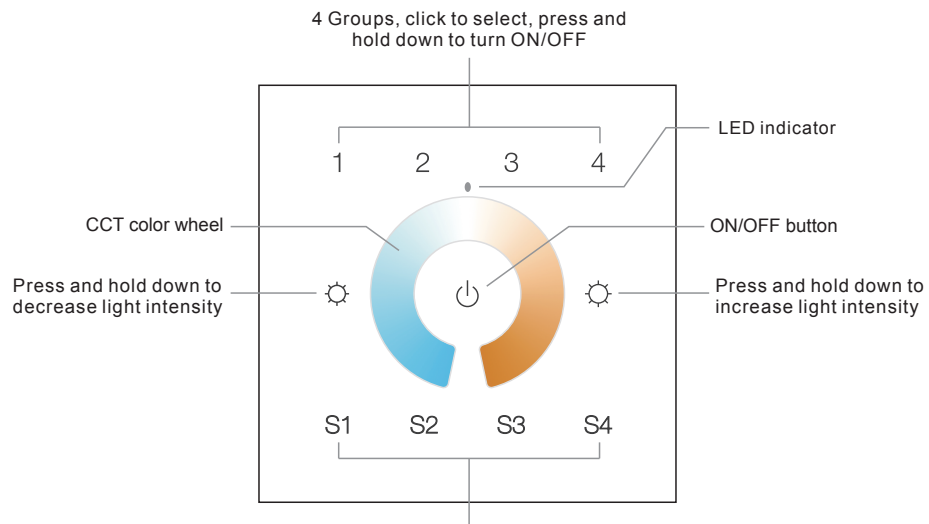 4 Groups, click to select, press and
hold down to turn ON/OFF
LED indicator
1 2 3 4
CCT color wheel
ON/OFF button
Press and hold down to
decrease light intensity
Press and hold down to
increase light intensity
S1 S2 S3 S4